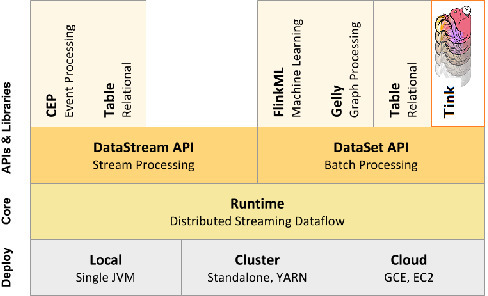 CEP
Event Processing
Table
Relational
FlinkML
Machine Learning
Gelly
Graph Processing
Table
Relational
Tink
APIs & Libraries
DataStream API
Stream Processing
DataSet API
Batch Processing
Core
Runtime
Distributed Streaming Dataflow
Deploy
Local
Single JVM
Cluster
Standalone, YARN
Cloud
GCE, EC2